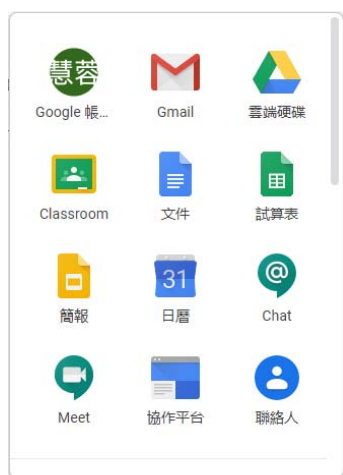 慧蓉
Google 帳... Gmail 雲端硬碟
Classroom 文件 試算表
31
@
簡報 日曆 Chat
Meet 協作平台 聯絡人